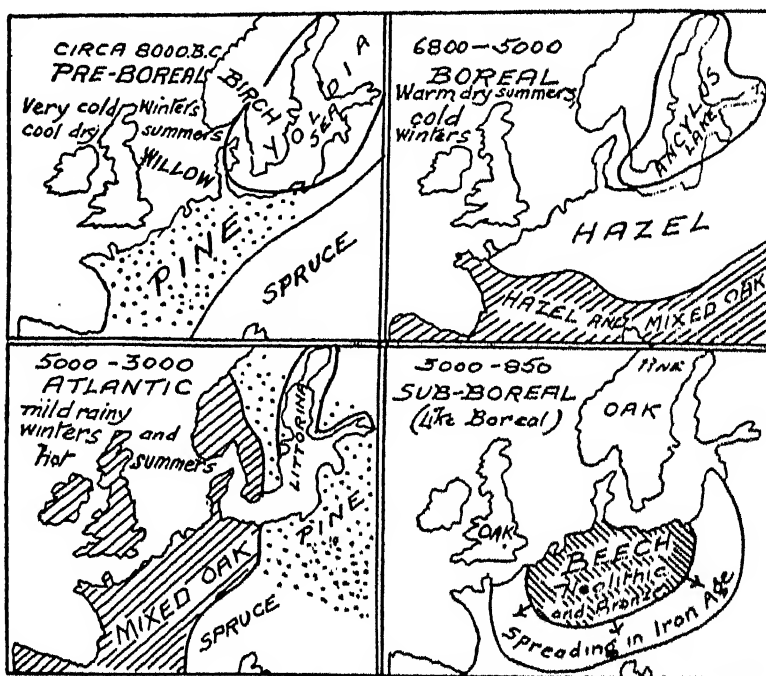 CIRCA 8000.B.C.
PRE-BOREAL
Very cold Winters
cool dry summers
BIRCH
YOLDIA
YOLDIA SEA
WILLOW
PINE
SPRUCE
6800-5000
BOREAL
Warm dry summers,
cold
winters
ANCYLUS
LAKE
HAZEL
HAZEL AND MIXED OAK
5000-3000
ATLANTIC
mild rainy
winters and
hot summers
LITTORINA
PINE
MIXED OAK
SPRUCE
3000-850
SUB-BOREAL
(Like Boreal)
PINE
OAK
OAK
BEECH
Neolithic
and Bronze
Spreading in Iron Age